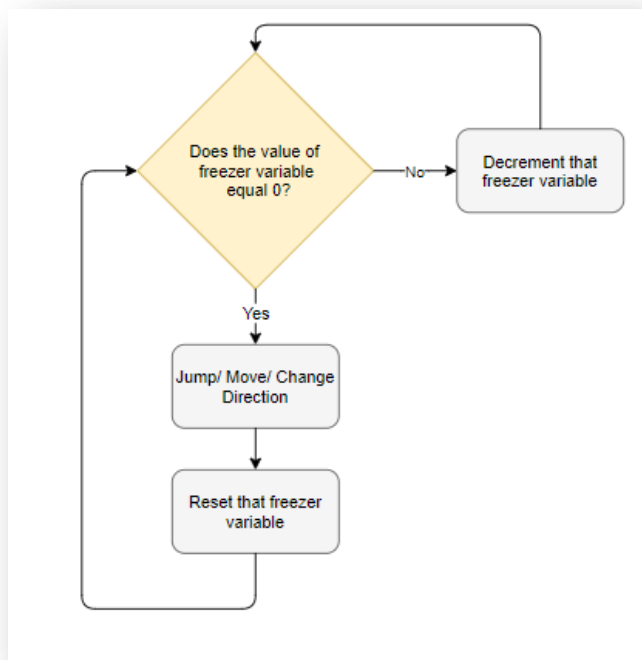 Does the value of
freezer variable
equal 0?
No
Decrement that
freezer variable
Yes
Jump/ Move/ Change
Direction
Reset that freezer
variable